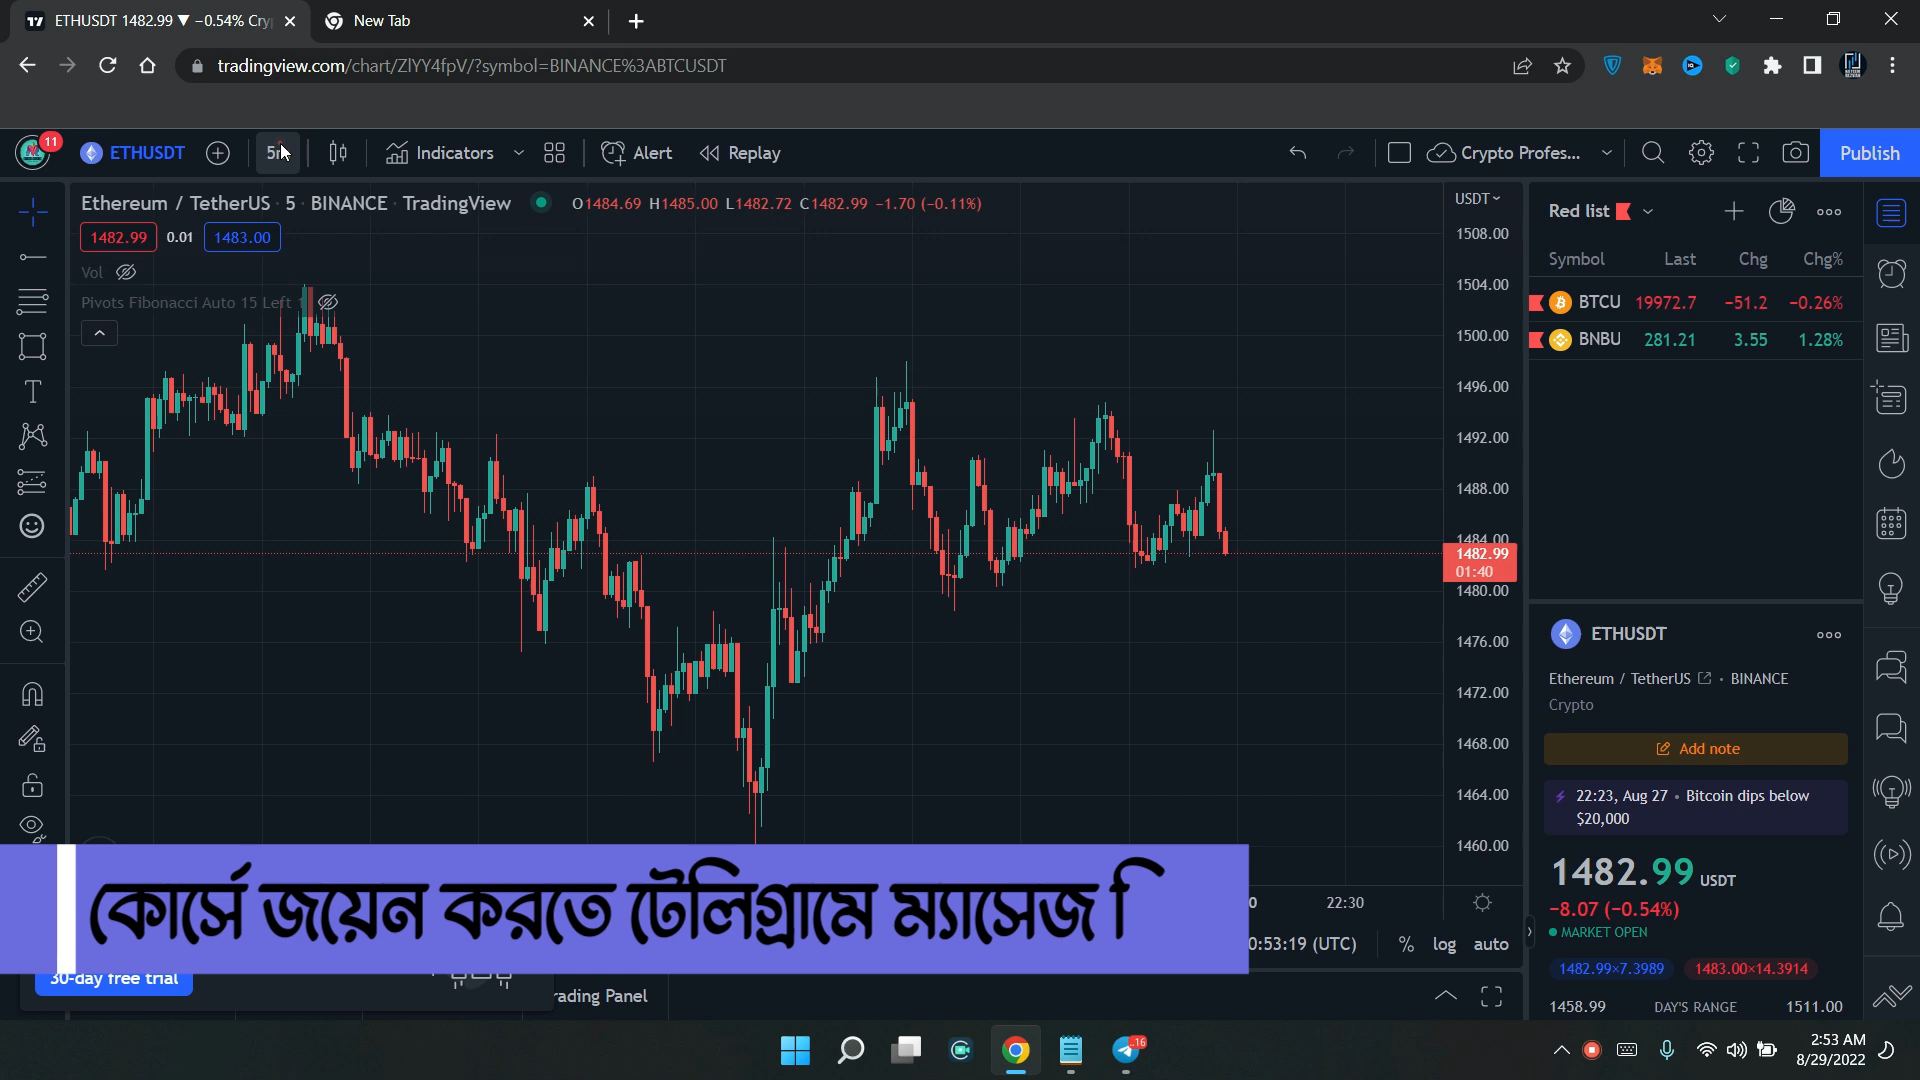 ETHUSDT 1482.99 ▼ −0.54% Cry
New Tab
tradingview.com/chart/ZlYY4fpV/?symbol=BINANCE%3ABTCUSDT
11
ETHUSDT
Indicators
Alert
Replay
Crypto Profes...
Publish
Ethereum / TetherUS · 5 · BINANCE · TradingView
O1484.69 H1485.00 L1482.72 C1482.99 −1.70 (−0.11%)
1482.99 0.01 1483.00
Vol
Pivots Fibonacci Auto 15 Left
USDT
1508.00
1504.00
1500.00
1496.00
1492.00
1488.00
1484.00
1482.99
01:40
1480.00
1476.00
1472.00
1468.00
1464.00
1460.00
Red list
Symbol Last Chg Chg%
BTCU 19972.7 −51.2 −0.26%
BNBU 281.21 3.55 1.28%
ETHUSDT
Ethereum / TetherUS · BINANCE
Crypto
Add note
22:23, Aug 27 · Bitcoin dips below
$20,000
1482.99 USDT
−8.07 (−0.54%)
MARKET OPEN
1482.99×7.3989 1483.00×14.3914
1458.99 DAY'S RANGE 1511.00
কোর্সে জয়েন করতে টেলিগ্রামে ম্যাসেজ ি
22:30
0:53:19 (UTC) % log auto
30-day free trial
rading Panel
16
2:53 AM
8/29/2022